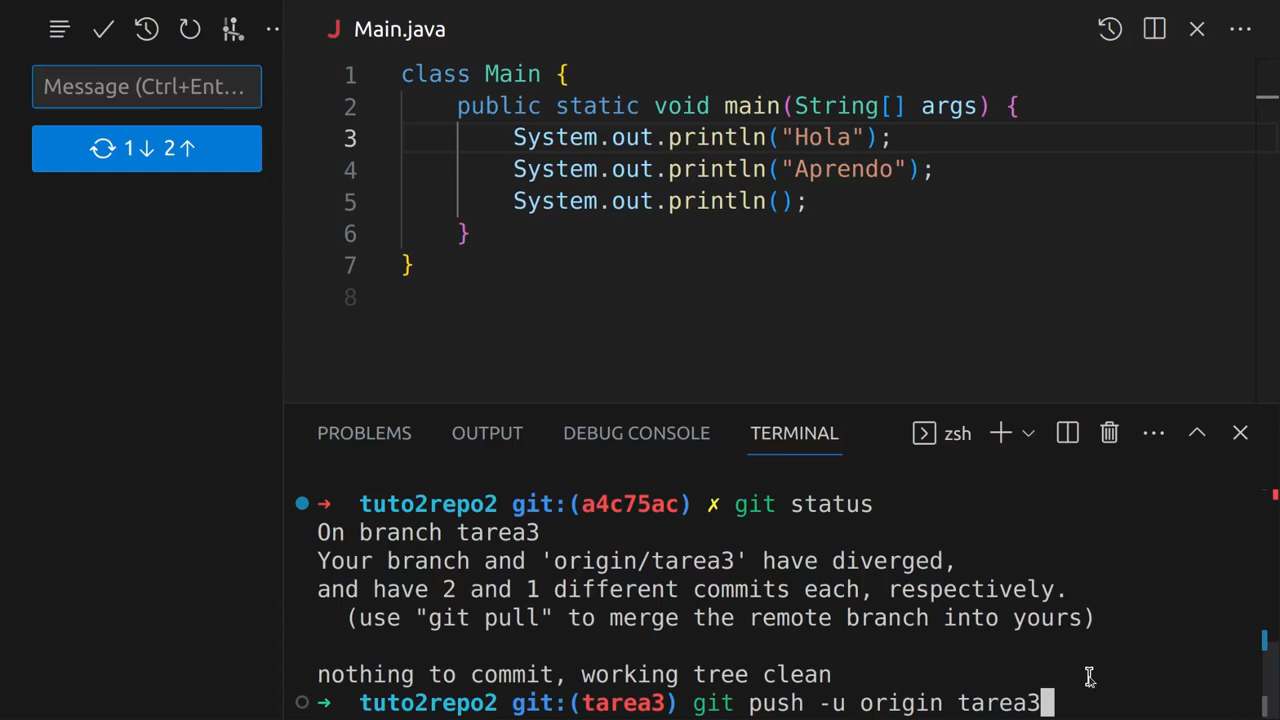 Message (Ctrl+Ent...
1↓ 2↑
Main.java
1 class Main {
2 public static void main(String[] args) {
3 System.out.println("Hola");
4 System.out.println("Aprendo");
5 System.out.println();
6 }
7 }
8
PROBLEMS OUTPUT DEBUG CONSOLE TERMINAL zsh
→ tuto2repo2 git:(a4c75ac) ✗ git status
On branch tarea3
Your branch and 'origin/tarea3' have diverged,
and have 2 and 1 different commits each, respectively.
(use "git pull" to merge the remote branch into yours)
nothing to commit, working tree clean
→ tuto2repo2 git:(tarea3) git push -u origin tarea3